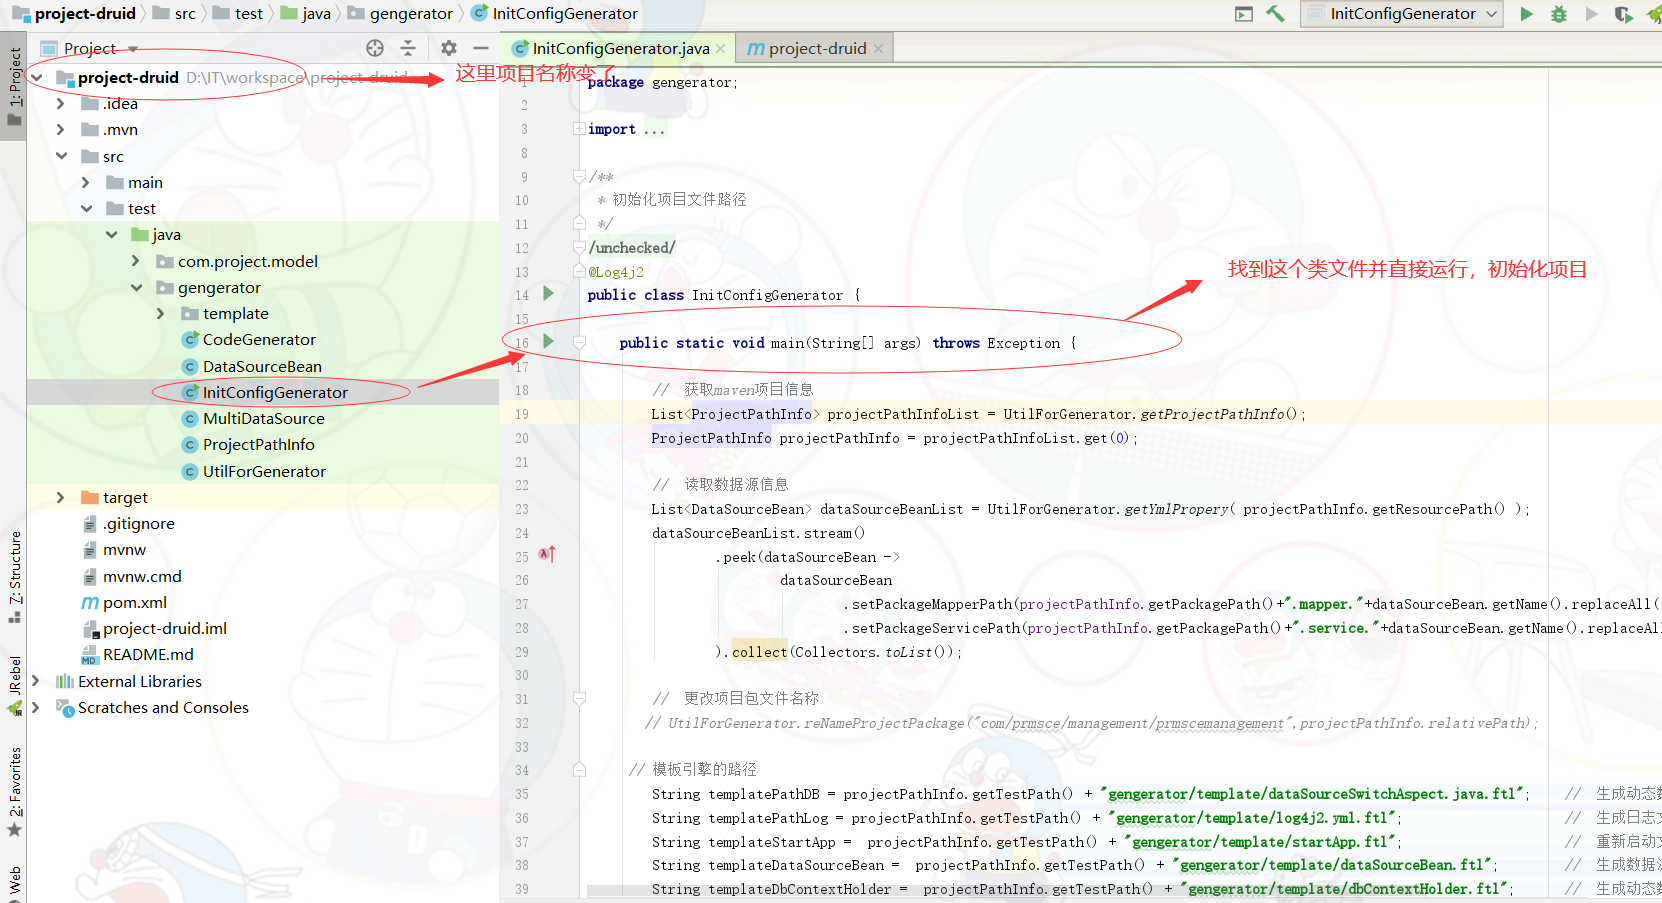 project-druid src test java gengerator InitConfigGenerator
InitConfigGenerator
Project
InitConfigGenerator.java
project-druid
1: Project
7: Structure
JRebel
2: Favorites
Web
project-druid D:\IT\workspace\project-druid
.idea
.mvn
src
main
test
java
com.project.model
gengerator
template
CodeGenerator
DataSourceBean
InitConfigGenerator
MultiDataSource
ProjectPathInfo
UtilForGenerator
target
.gitignore
mvnw
mvnw.cmd
pom.xml
project-druid.iml
README.md
External Libraries
Scratches and Consoles
这里项目名称变了
找到这个类文件并直接运行，初始化项目
1 package gengerator;
2
3 import ...
8
9 /**
10 * 初始化项目文件路径
11 */
12 /unchecked/
13 @Log4j2
14 public class InitConfigGenerator {
15
16 public static void main(String[] args) throws Exception {
17
18 // 获取maven项目信息
19 List<ProjectPathInfo> projectPathInfoList = UtilForGenerator.getProjectPathInfo();
20 ProjectPathInfo projectPathInfo = projectPathInfoList.get(0);
21
22 // 读取数据源信息
23 List<DataSourceBean> dataSourceBeanList = UtilForGenerator.getYmlPropery( projectPathInfo.getResourcePath() );
24 dataSourceBeanList.stream()
25 .peek(dataSourceBean ->
26 dataSourceBean
27 .setPackageMapperPath(projectPathInfo.getPackagePath()+".mapper."+dataSourceBean.getName().replaceAll(
28 .setPackageServicePath(projectPathInfo.getPackagePath()+".service."+dataSourceBean.getName().replaceAl
29 ).collect(Collectors.toList());
30
31 // 更改项目包文件名称
32 // UtilForGenerator.reNameProjectPackage("com/prmsce/management/prmscemanagement",projectPathInfo.relativePath);
33
34 // 模板引擎的路径
35 String templatePathDB = projectPathInfo.getTestPath() + "gengerator/template/dataSourceSwitchAspect.java.ftl"; // 生成动态数
36 String templatePathLog = projectPathInfo.getTestPath() + "gengerator/template/log4j2.yml.ftl"; // 生成日志文
37 String templateStartApp = projectPathInfo.getTestPath() + "gengerator/template/startApp.ftl"; // 重新启动文
38 String templateDataSourceBean = projectPathInfo.getTestPath() + "gengerator/template/dataSourceBean.ftl"; // 生成数据源
39 String templateDbContextHolder = projectPathInfo.getTestPath() + "gengerator/template/dbContextHolder.ftl"; // 生成动态数